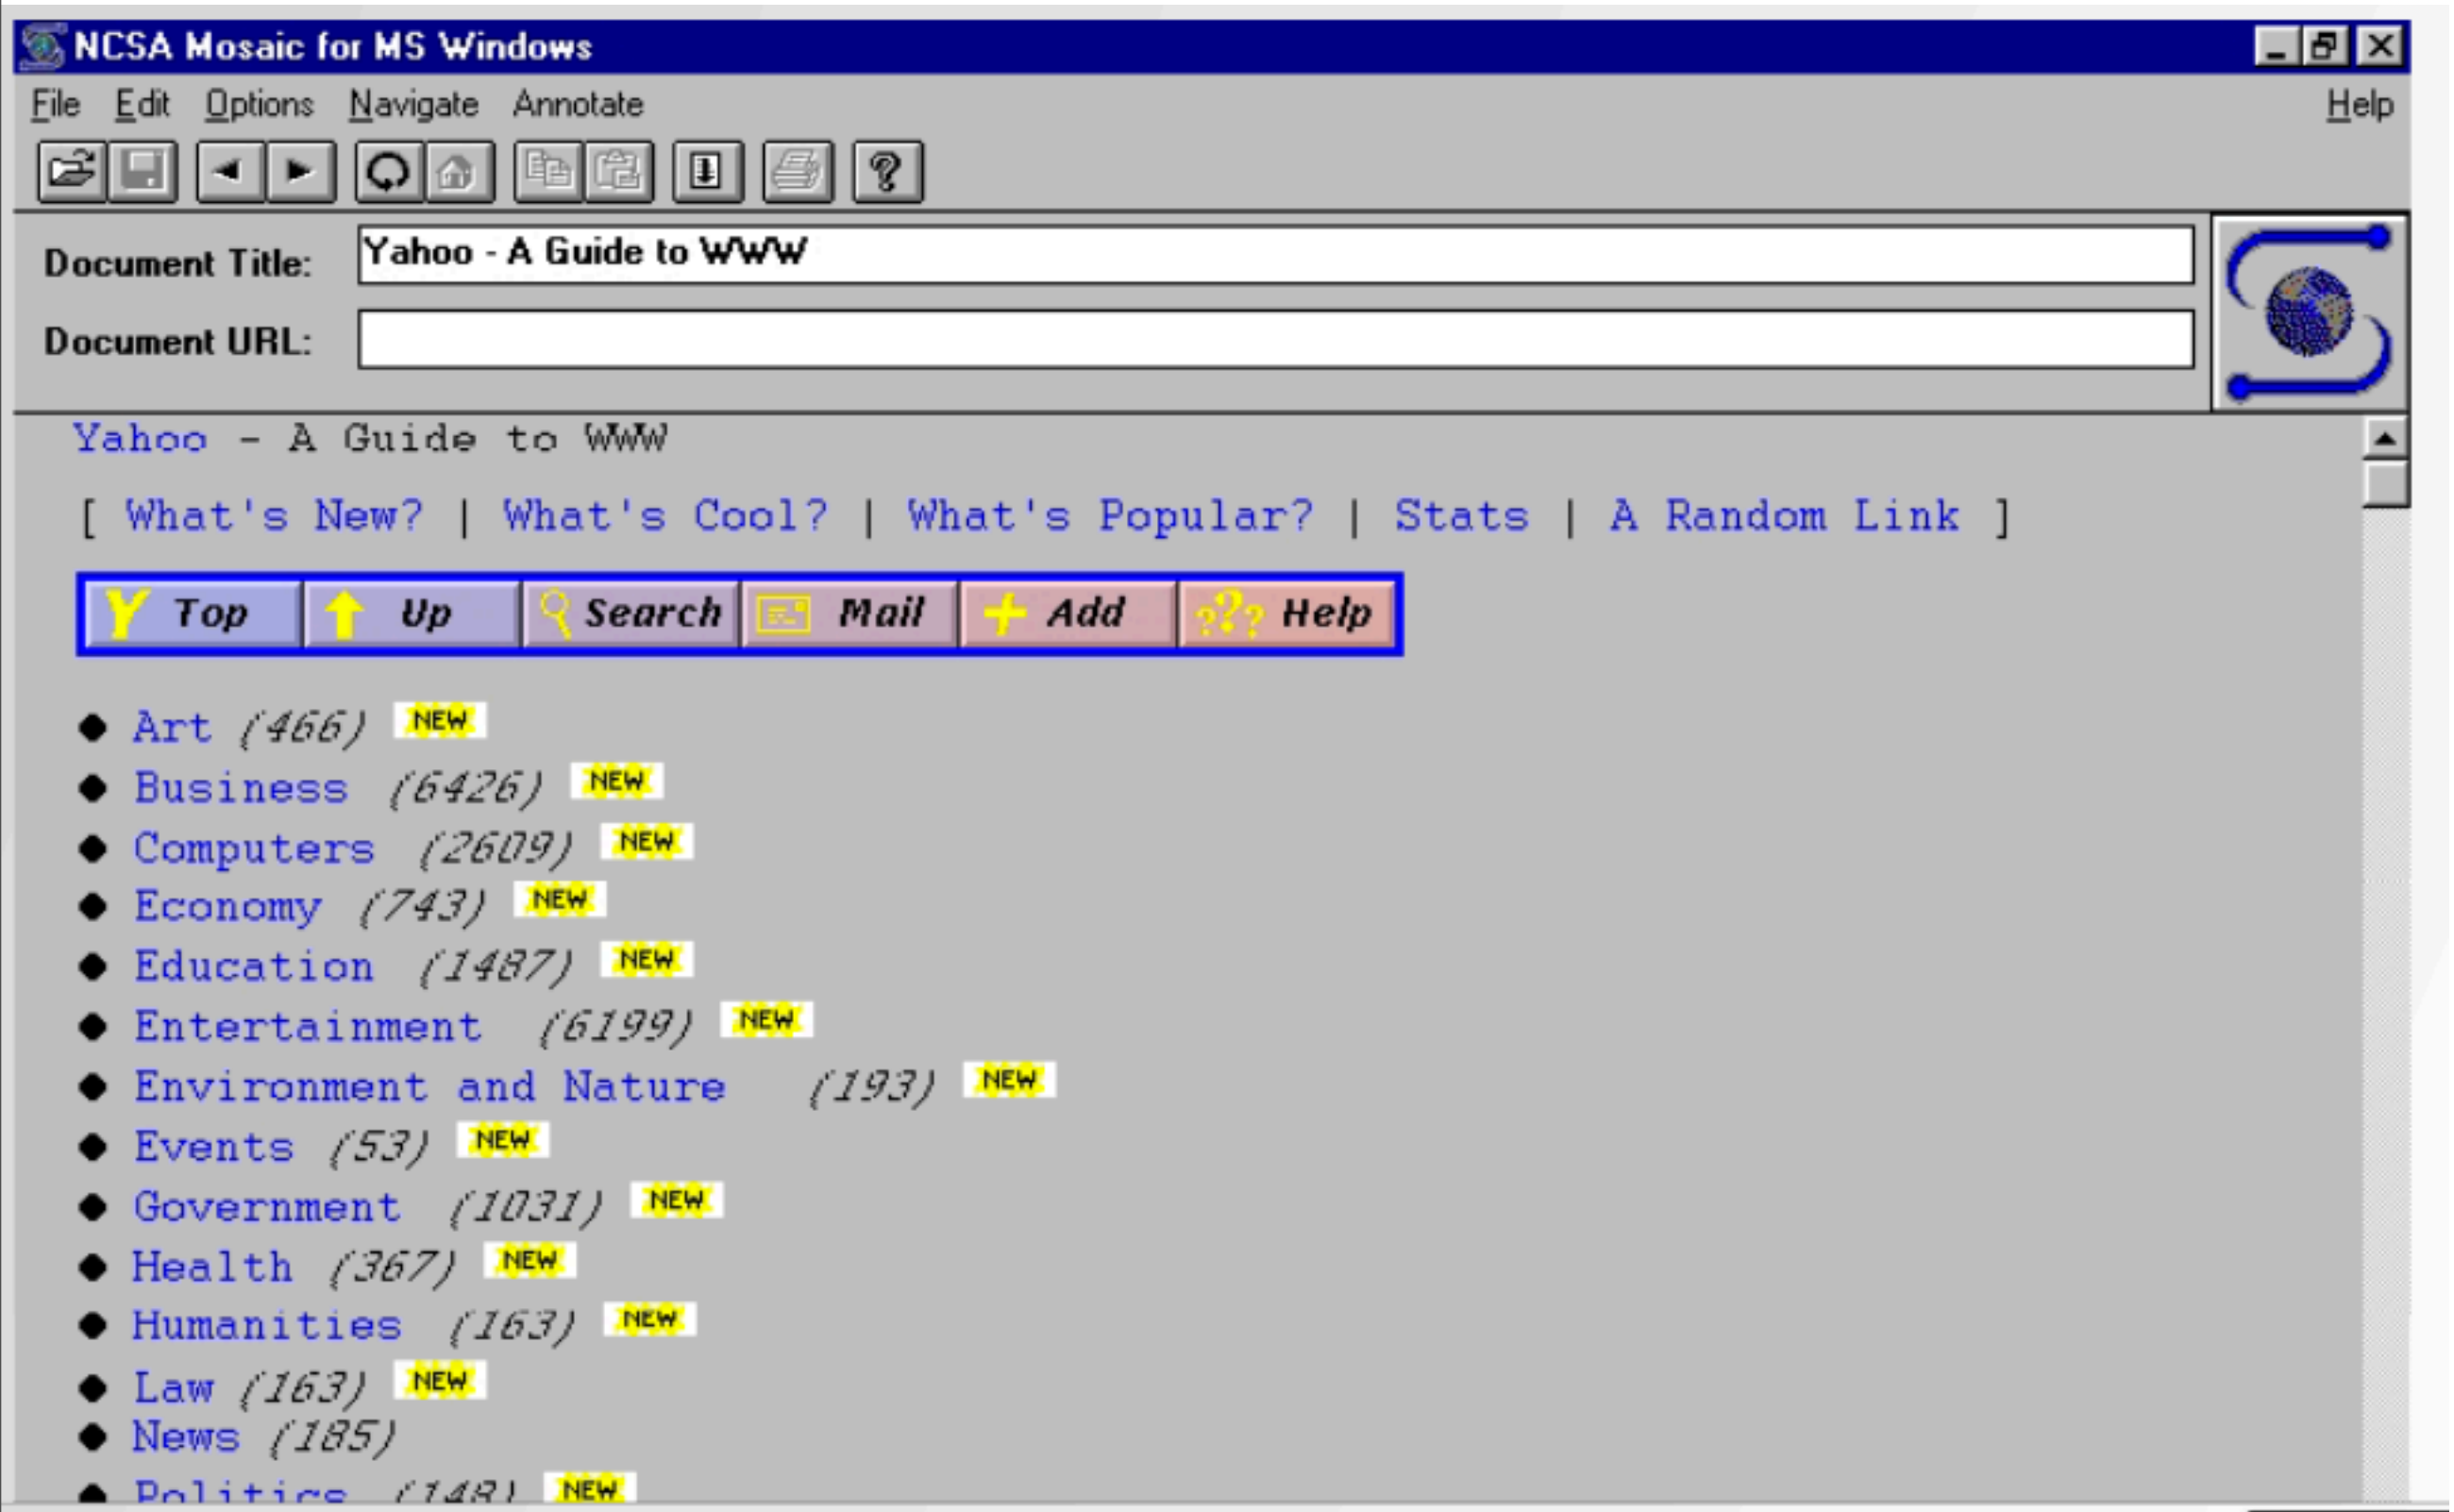 NCSA Mosaic for MS Windows
File Edit Options Navigate Annotate Help
Document Title: Yahoo - A Guide to WWW
Document URL:
Yahoo - A Guide to WWW
[ What's New? | What's Cool? | What's Popular? | Stats | A Random Link ]
Top Up Search Mail Add Help
Art (466) NEW
Business (6426) NEW
Computers (2609) NEW
Economy (743) NEW
Education (1487) NEW
Entertainment (6199) NEW
Environment and Nature (193) NEW
Events (53) NEW
Government (1031) NEW
Health (367) NEW
Humanities (163) NEW
Law (163) NEW
News (185)
Politics (148) NEW